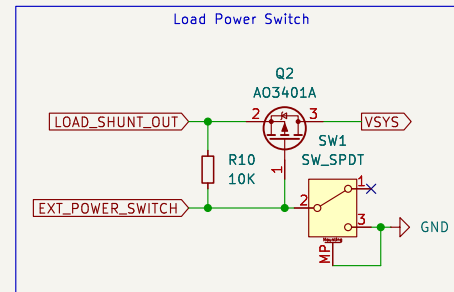 Load Power Switch
Q2
AO3401A
LOAD_SHUNT_OUT
2
3
VSYS
SW1
SW_SPDT
R10
10K
1
EXT_POWER_SWITCH
2
1
3
GND
Mounting
MP